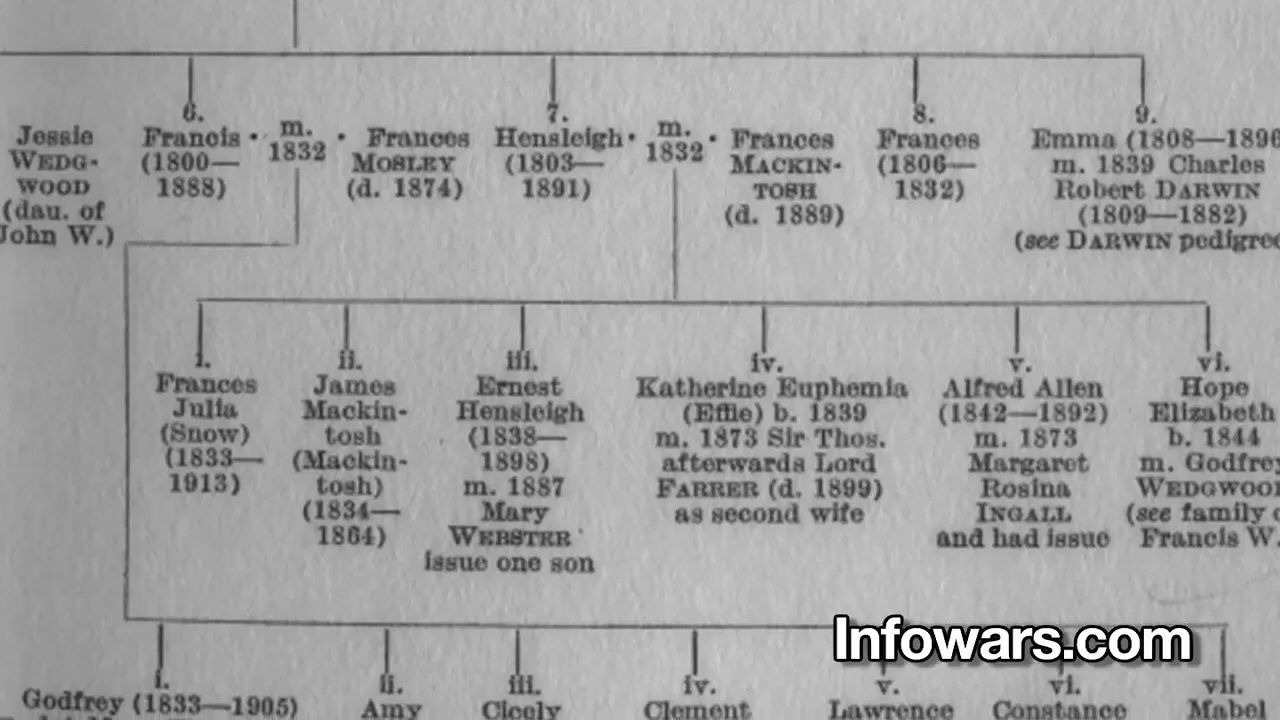 Jessie
WEDG-
WOOD
(dau. of
John W.)
6.
Francis
(1800—
1888)
m.
1832
Frances
MOSLEY
(d. 1874)
7.
Hensleigh
(1803—
1891)
m.
1832
Frances
MACKIN-
TOSH
(d. 1889)
8.
Frances
(1806—
1832)
9.
Emma (1808—1896
m. 1839 Charles
Robert DARWIN
(1809—1882)
(see DARWIN pedigree
i.
Frances
Julia
(Snow)
(1833—
1913)
ii.
James
Mackin-
tosh
(Mackin-
tosh)
(1834—
1864)
iii.
Ernest
Hensleigh
(1838—
1898)
m. 1887
Mary
WEBSTER
issue one son
iv.
Katherine Euphemia
(Effie) b. 1839
m. 1873 Sir Thos.
afterwards Lord
FARRER (d. 1899)
as second wife
v.
Alfred Allen
(1842—1892)
m. 1873
Margaret
Rosina
INGALL
and had issue
vi.
Hope
Elizabeth
b. 1844
m. Godfrey
WEDGWOOD
(see family o
Francis W.
i.
Godfrey (1833—1905)
ii.
Amy
iii.
Cicely
iv.
Clement
v.
Lawrence
vi.
Constance
vii.
Mabel
Infowars.com